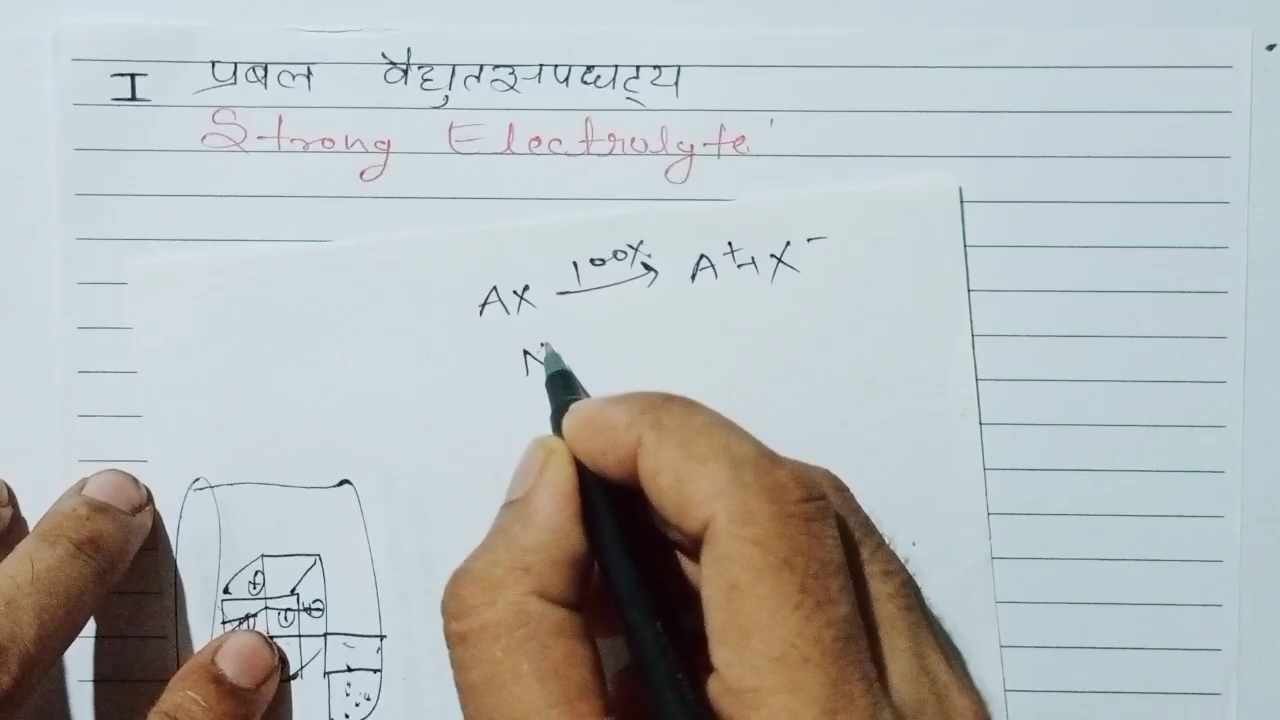 I प्रबल वैद्युतअपघट्य
Strong Electrolyte
AX 100% → A⁺ + X⁻
N